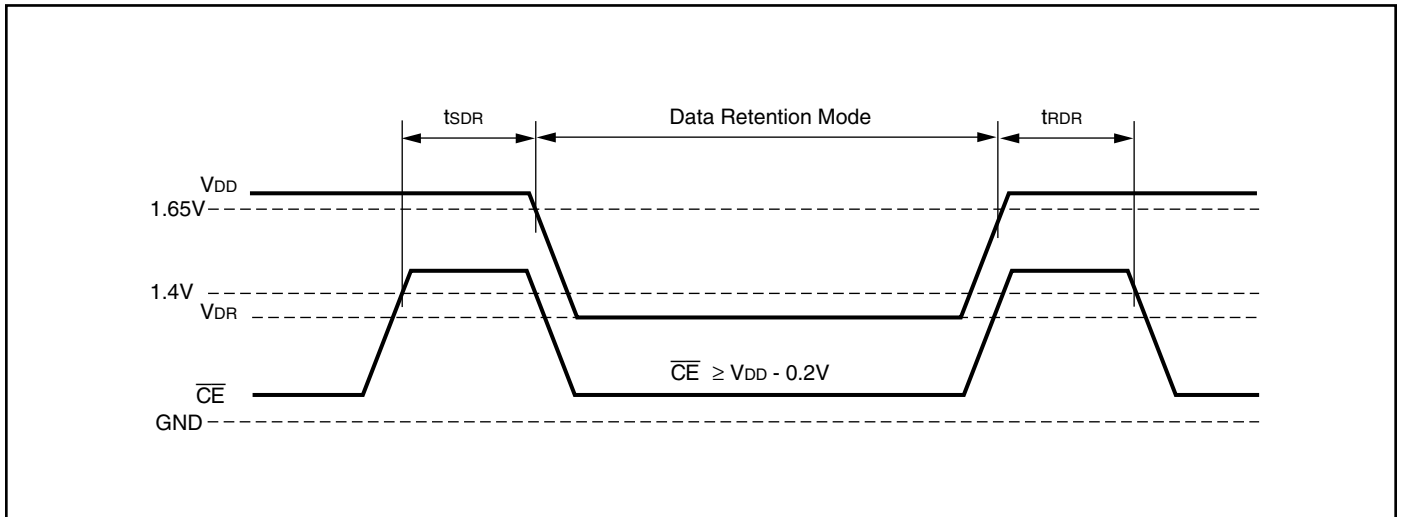 tSDR
Data Retention Mode
tRDR
VDD
1.65V
1.4V
VDR
CE ≥ VDD - 0.2V
CE
GND